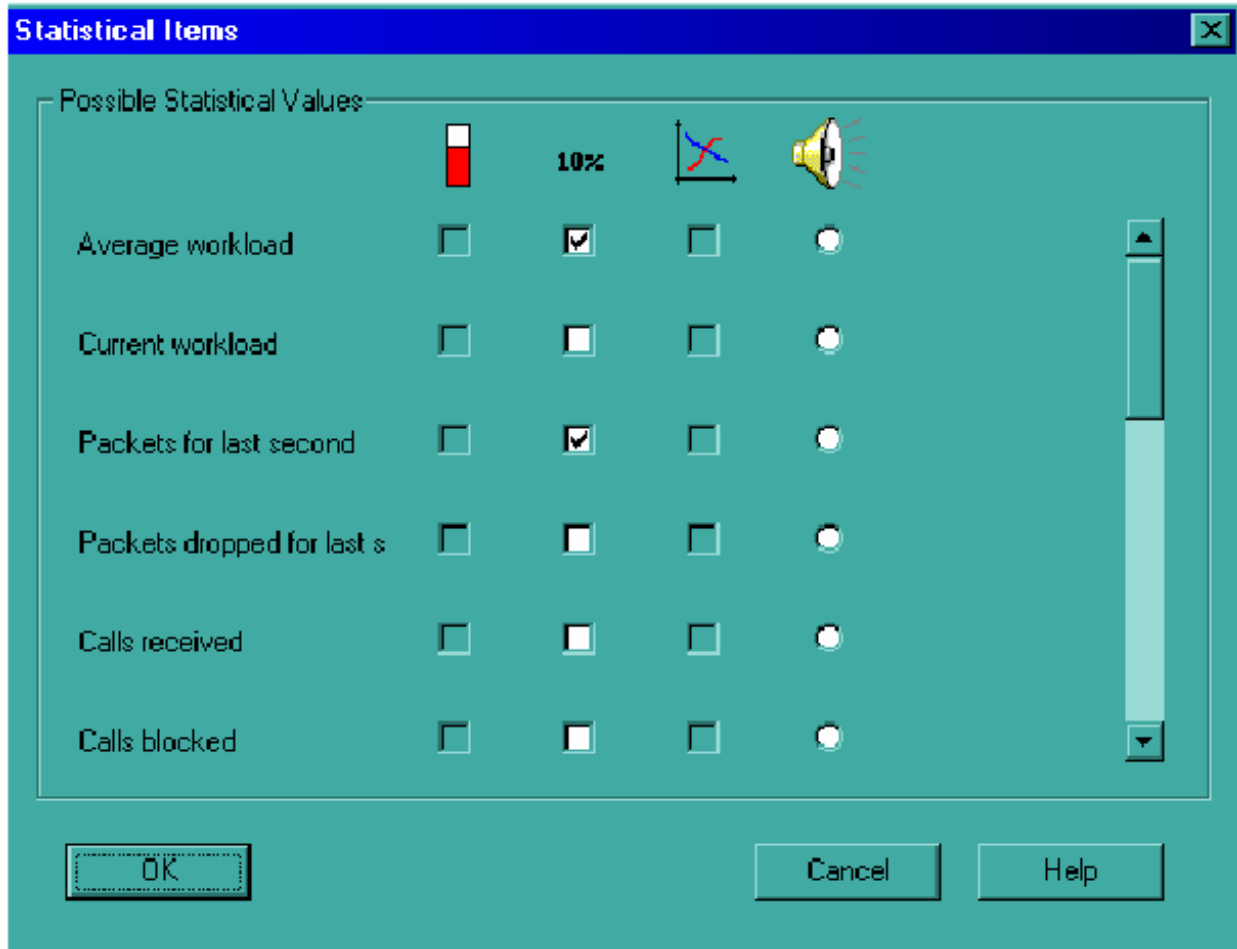 Statistical Items
Possible Statistical Values
10%
Average workload
Current workload
Packets for last second
Packets dropped for last s
Calls received
Calls blocked
OK
Cancel
Help